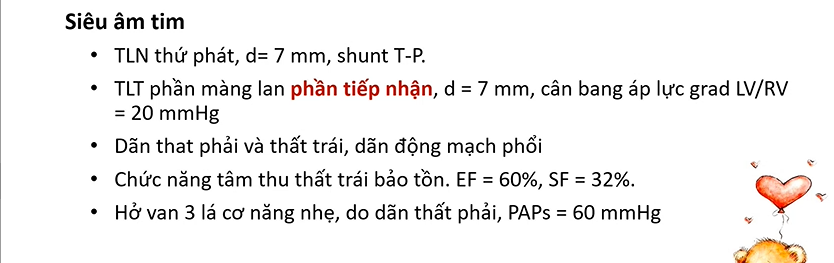 Siêu âm tim
• TLN thứ phát, d= 7 mm, shunt T-P.
• TLT phần màng lan phần tiếp nhận, d = 7 mm, cân bang áp lực grad LV/RV
= 20 mmHg
• Dãn that phải và thất trái, dãn động mạch phổi
• Chức năng tâm thu thất trái bảo tồn. EF = 60%, SF = 32%.
• Hở van 3 lá cơ năng nhẹ, do dãn thất phải, PAPs = 60 mmHg